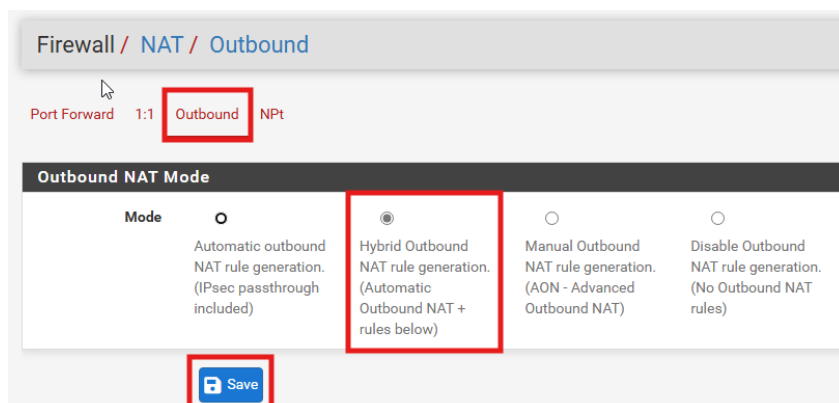 Firewall / NAT / Outbound
Port Forward 1:1 Outbound NPt
Outbound NAT Mode
Mode
Automatic outbound
NAT rule generation.
(IPsec passthrough
included)
Hybrid Outbound
NAT rule generation.
(Automatic
Outbound NAT +
rules below)
Manual Outbound
NAT rule generation.
(AON - Advanced
Outbound NAT)
Disable Outbound
NAT rule generation.
(No Outbound NAT
rules)
Save